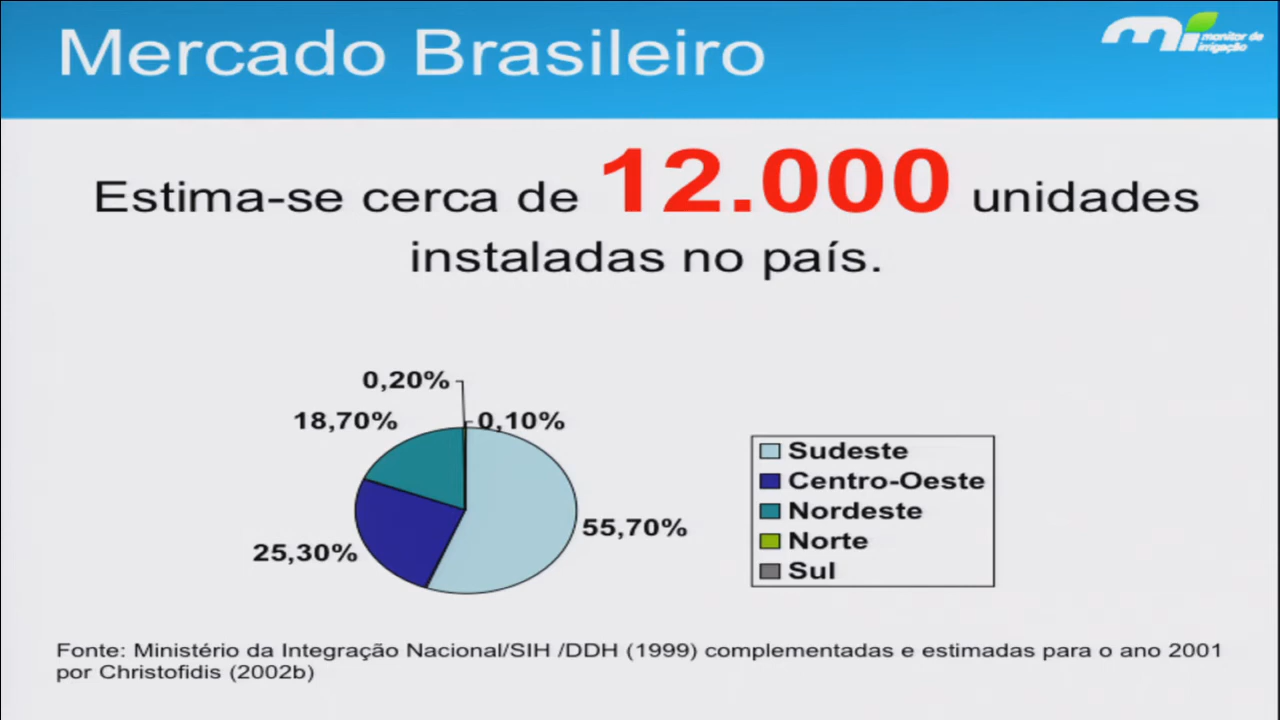 Mercado Brasileiro
mi monitor de
irrigação
Estima-se cerca de 12.000 unidades
instaladas no país.
0,20%
18,70%
0,10%
55,70%
25,30%
Sudeste
Centro-Oeste
Nordeste
Norte
Sul
Fonte: Ministério da Integração Nacional/SIH /DDH (1999) complementadas e estimadas para o ano 2001
por Christofidis (2002b)